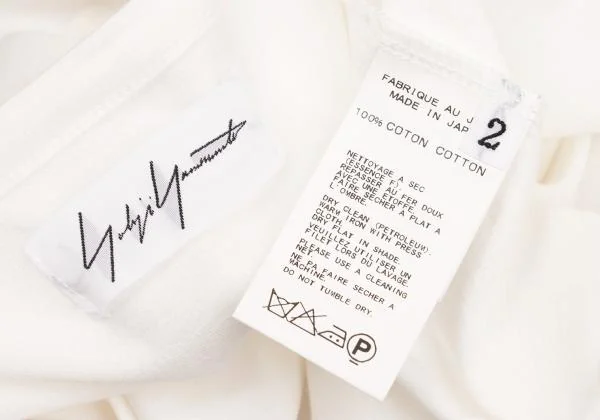 Yohji Yamamoto
FABRIQUE AU J
MADE IN JAP
2
100% COTON COTTON
NETTOYAGE A SEC
(ESSENCE F).
REPASSER AU FER DOUX
AVEC UNE ETOFFE.
FAIRE SECHER A PLAT A
L'OMBRE.
DRY CLEAN (PETROLEUM).
WARM IRON WITH PRESS
CLOTH.
DRY FLAT IN SHADE.
VEUILLEZ UTILISER UN
FILET LORS DU LAVAGE.
PLEASE USE A CLEANING
NET.
NE PA FAIRE SECHER A
MACHINE.
DO NOT TUMBLE DRY.
P